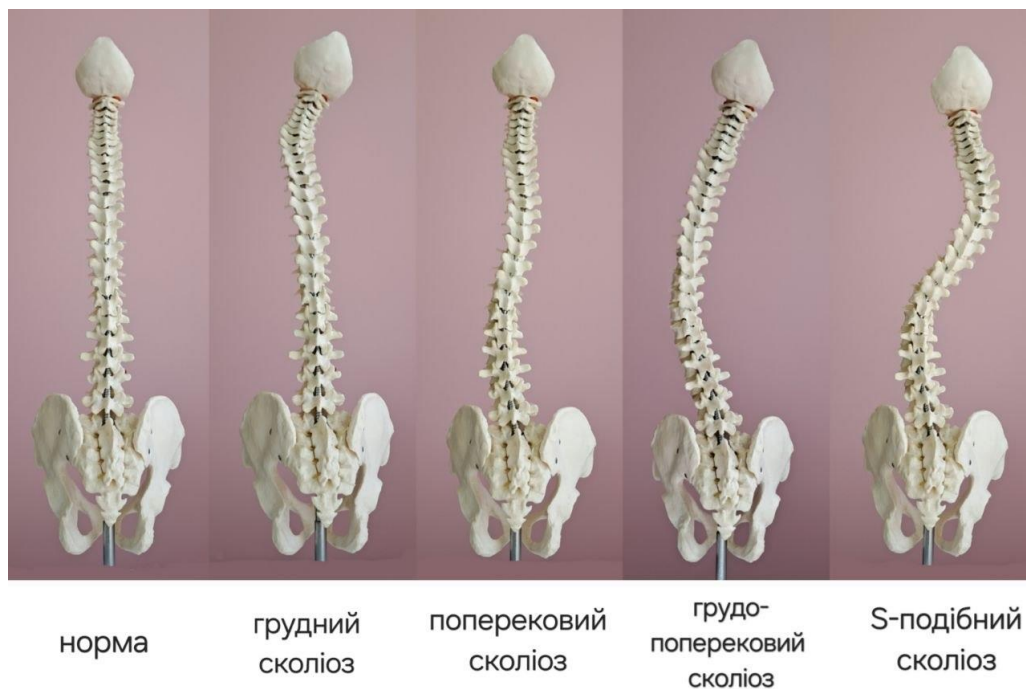 норма
грудний
сколіоз
поперековий
сколіоз
грудо-
поперековий
сколіоз
S-подібний
сколіоз